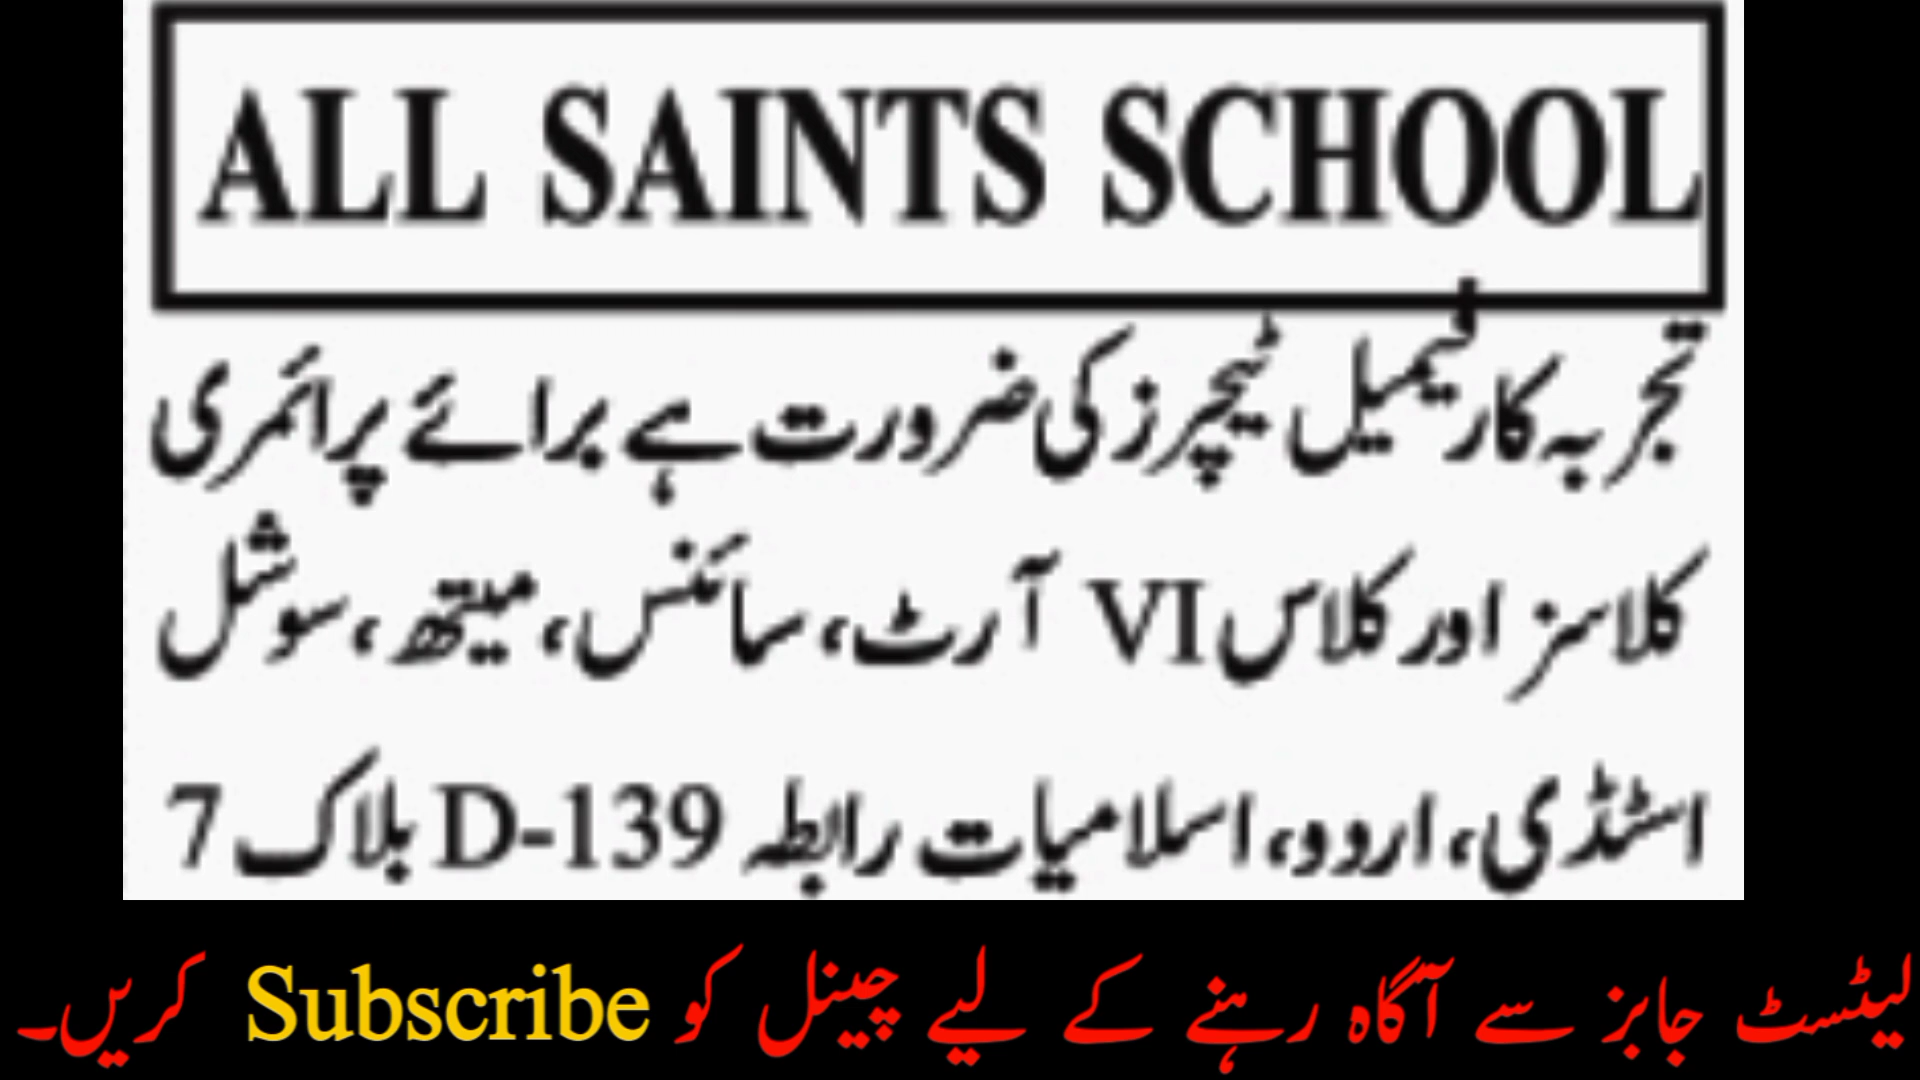 ALL SAINTS SCHOOL
تجربہ کار فیمیل ٹیچرز کی ضرورت ہے برائے پرائمری
کلاسز اور کلاس VI آرٹ، سائنس، میتھ، سوشل
اسٹڈی، اردو، اسلامیات رابطہ D-139 بلاک 7
لیٹسٹ جابز سے آگاہ رہنے کے لیے چینل کو Subscribe کریں۔